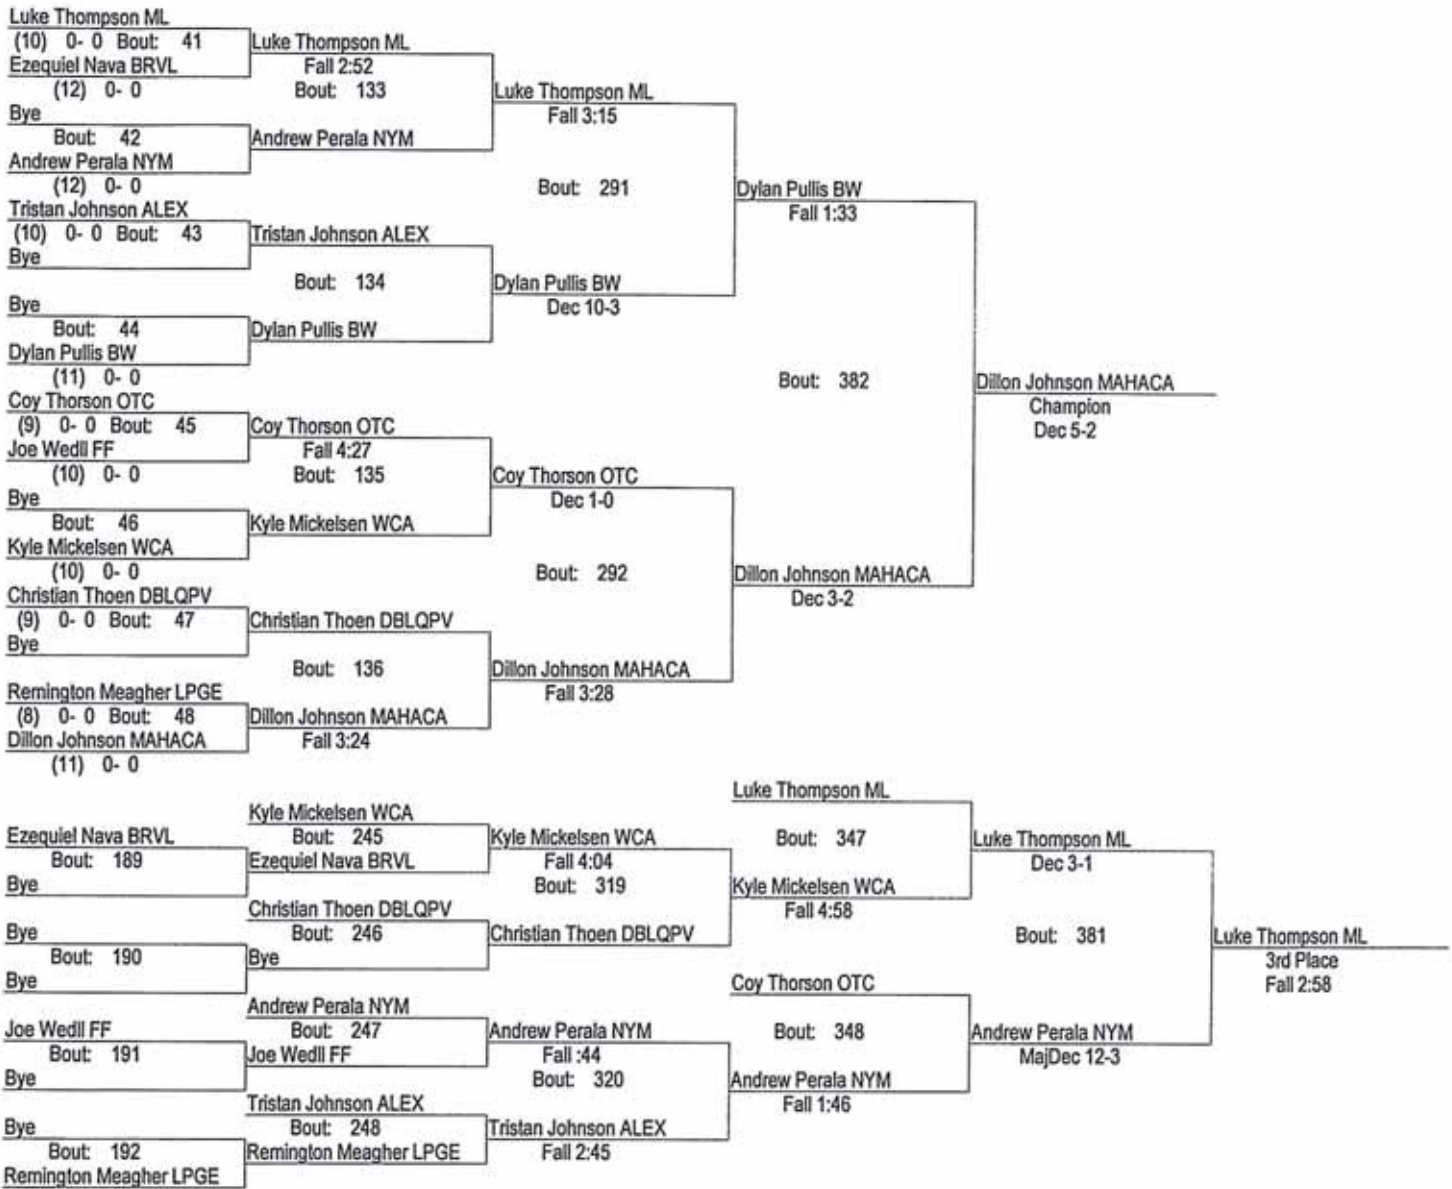 Luke Thompson ML
(10) 0- 0 Bout: 41
Ezequiel Nava BRVL
(12) 0- 0
Bye
Bout: 42
Andrew Perala NYM
(12) 0- 0
Tristan Johnson ALEX
(10) 0- 0 Bout: 43
Bye
Bye
Bout: 44
Dylan Pullis BW
(11) 0- 0
Coy Thorson OTC
(9) 0- 0 Bout: 45
Joe Wedll FF
(10) 0- 0
Bye
Bout: 46
Kyle Mickelsen WCA
(10) 0- 0
Christian Thoen DBLQPV
(9) 0- 0 Bout: 47
Bye
Remington Meagher LPGE
(8) 0- 0 Bout: 48
Dillon Johnson MAHACA
(11) 0- 0
Luke Thompson ML
Fall 2:52
Bout: 133
Andrew Perala NYM
Tristan Johnson ALEX
Bout: 134
Dylan Pullis BW
Coy Thorson OTC
Fall 4:27
Bout: 135
Kyle Mickelsen WCA
Christian Thoen DBLQPV
Bout: 136
Dillon Johnson MAHACA
Fall 3:24
Luke Thompson ML
Fall 3:15
Bout: 291
Dylan Pullis BW
Dec 10-3
Coy Thorson OTC
Dec 1-0
Bout: 292
Dillon Johnson MAHACA
Fall 3:28
Dylan Pullis BW
Fall 1:33
Bout: 382
Dillon Johnson MAHACA
Dec 3-2
Dillon Johnson MAHACA
Champion
Dec 5-2
Ezequiel Nava BRVL
Bout: 189
Bye
Bye
Bout: 190
Bye
Joe Wedll FF
Bout: 191
Bye
Bye
Bout: 192
Remington Meagher LPGE
Kyle Mickelsen WCA
Bout: 245
Ezequiel Nava BRVL
Christian Thoen DBLQPV
Bout: 246
Bye
Andrew Perala NYM
Bout: 247
Joe Wedll FF
Tristan Johnson ALEX
Bout: 248
Remington Meagher LPGE
Kyle Mickelsen WCA
Fall 4:04
Bout: 319
Christian Thoen DBLQPV
Andrew Perala NYM
Fall :44
Bout: 320
Tristan Johnson ALEX
Fall 2:45
Luke Thompson ML
Bout: 347
Kyle Mickelsen WCA
Fall 4:58
Coy Thorson OTC
Bout: 348
Andrew Perala NYM
Fall 1:46
Luke Thompson ML
Dec 3-1
Bout: 381
Andrew Perala NYM
MajDec 12-3
Luke Thompson ML
3rd Place
Fall 2:58